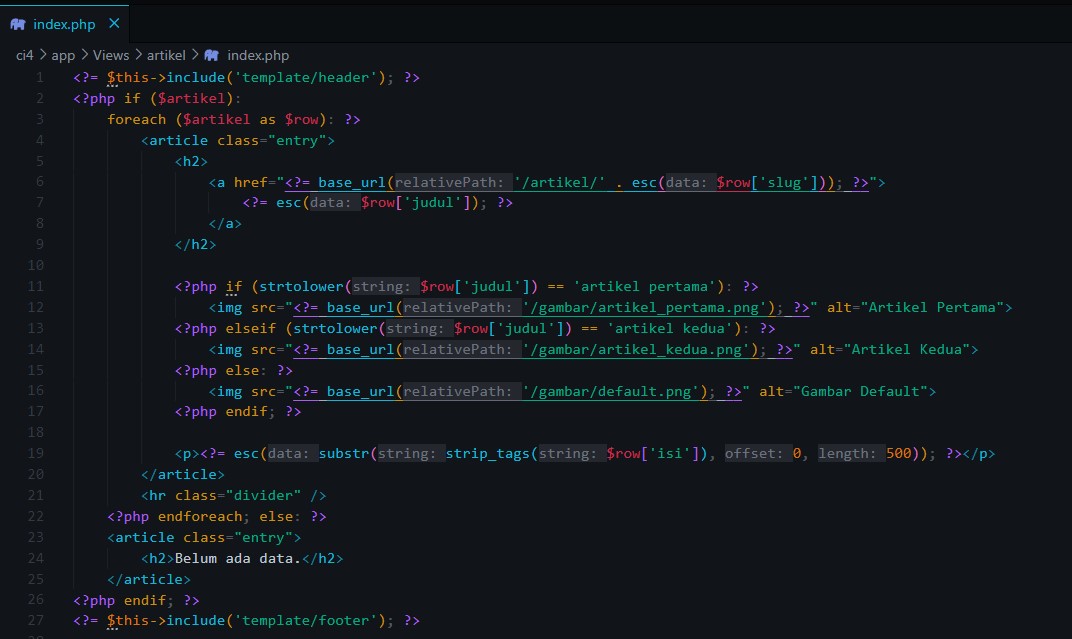 index.php ×
ci4 > app > Views > artikel > index.php
1 <?= $this->include('template/header'); ?>
2 <?php if ($artikel):
3 foreach ($artikel as $row): ?>
4 <article class="entry">
5 <h2>
6 <a href="<?= base_url(relativePath: '/artikel/' . esc(data: $row['slug'])); ?>">
7 <?= esc(data: $row['judul']); ?>
8 </a>
9 </h2>
10
11 <?php if (strtolower(string: $row['judul']) == 'artikel pertama'): ?>
12 <img src="<?= base_url(relativePath: '/gambar/artikel_pertama.png'); ?>" alt="Artikel Pertama">
13 <?php elseif (strtolower(string: $row['judul']) == 'artikel kedua'): ?>
14 <img src="<?= base_url(relativePath: '/gambar/artikel_kedua.png'); ?>" alt="Artikel Kedua">
15 <?php else: ?>
16 <img src="<?= base_url(relativePath: '/gambar/default.png'); ?>" alt="Gambar Default">
17 <?php endif; ?>
18
19 <p><?= esc(data: substr(string: strip_tags(string: $row['isi']), offset: 0, length: 500)); ?></p>
20 </article>
21 <hr class="divider" />
22 <?php endforeach; else: ?>
23 <article class="entry">
24 <h2>Belum ada data.</h2>
25 </article>
26 <?php endif; ?>
27 <?= $this->include('template/footer'); ?>